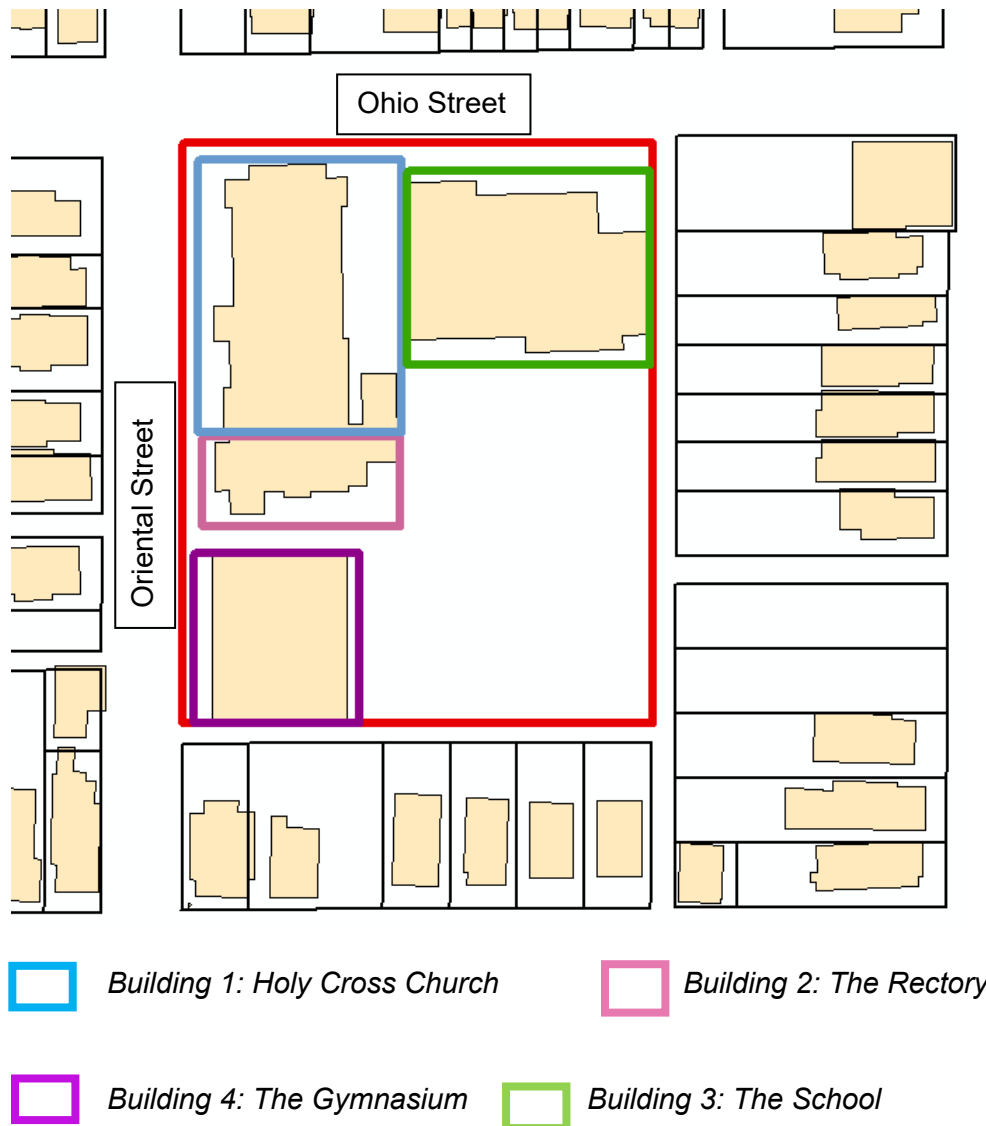 Ohio Street
Oriental Street
P
Building 1: Holy Cross Church
Building 2: The Rectory
Building 4: The Gymnasium
Building 3: The School